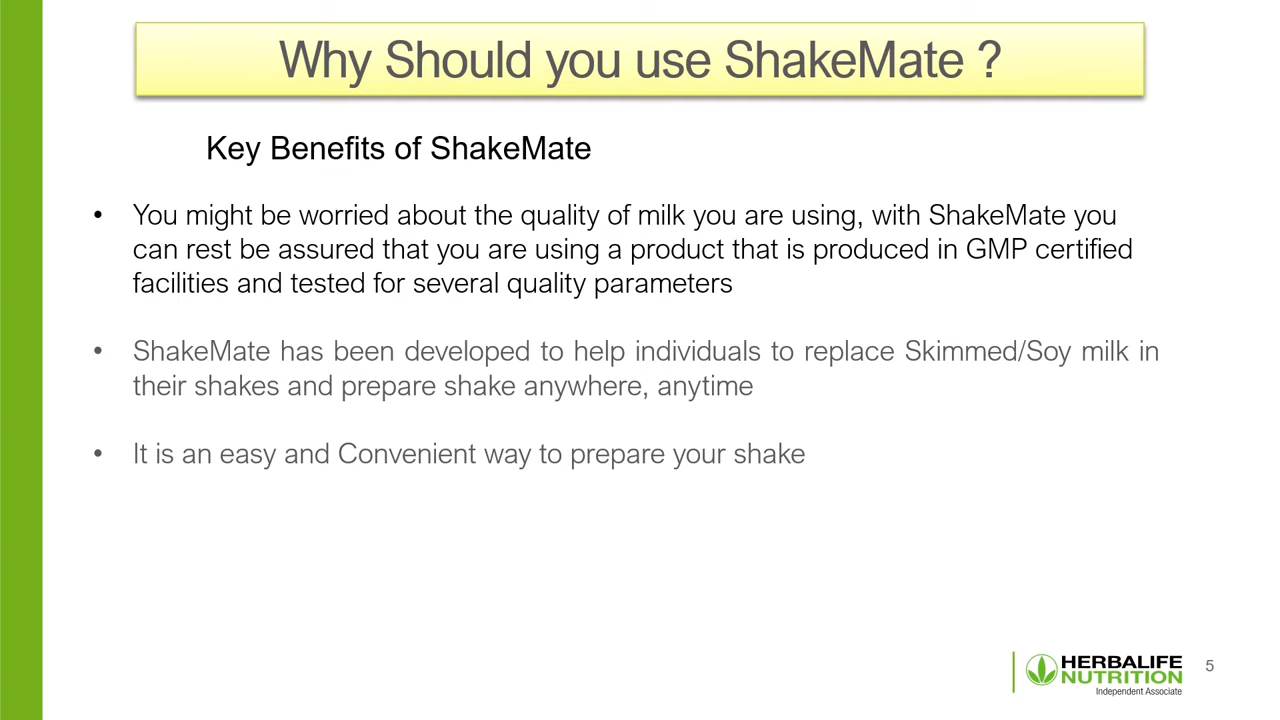 Why Should you use ShakeMate ?
Key Benefits of ShakeMate
• You might be worried about the quality of milk you are using, with ShakeMate you
can rest be assured that you are using a product that is produced in GMP certified
facilities and tested for several quality parameters
• ShakeMate has been developed to help individuals to replace Skimmed/Soy milk in
their shakes and prepare shake anywhere, anytime
• It is an easy and Convenient way to prepare your shake
HERBALIFE
NUTRITION
Independent Associate
5